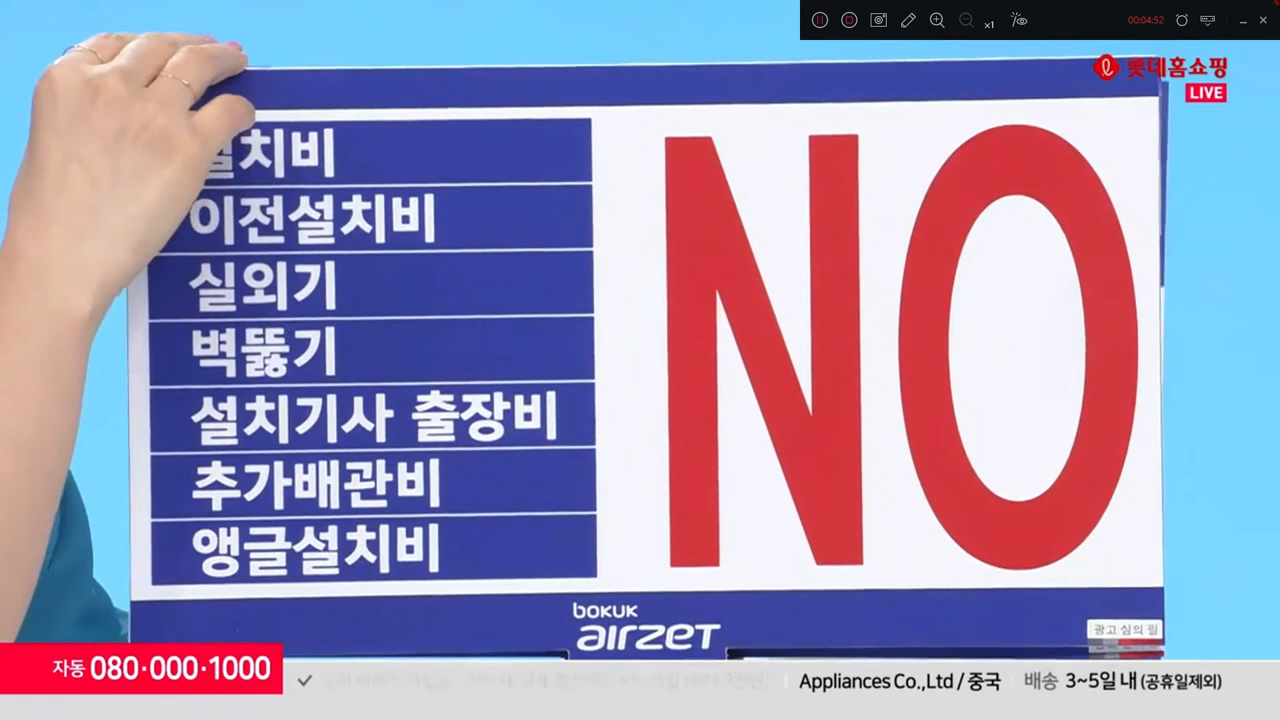 00:04:52
x1
롯데홈쇼핑
LIVE
설치비
이전설치비
실외기
벽뚫기
설치기사 출장비
추가배관비
앵글설치비
NO
bokuk
airzet
광고 심의 필
자동 080·000·1000
Appliances Co.,Ltd / 중국
배송 3~5일 내 (공휴일제외)